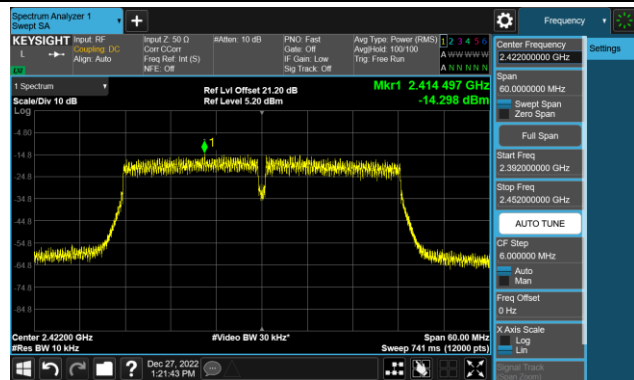 Spectrum Analyzer 1
Swept SA
+
Frequency
KEYSIGHT
L
Input: RF
Coupling: DC
Align: Auto
Input Z: 50 Ω
Corr CCorr
Freq Ref: Int (S)
NFE: Off
#Atten: 10 dB
PNO: Fast
Gate: Off
IF Gain: Low
Sig Track: Off
Avg Type: Power (RMS)
Avg|Hold: 100/100
Trig: Free Run
1 2 3 4 5 6
A W W W W W
A N N N N N
1 Spectrum
Scale/Div 10 dB
Log
Ref Lvl Offset 21.20 dB
Ref Level 5.20 dBm
Mkr1 2.414 497 GHz
-14.298 dBm
1
-4.80
-14.8
-24.8
-34.8
-44.8
-54.8
-64.8
-74.8
-84.8
Center 2.42200 GHz
#Res BW 10 kHz
#Video BW 30 kHz*
Span 60.00 MHz
Sweep 741 ms (12000 pts)
Dec 27, 2022
1:21:43 PM
?
Center Frequency
2.422000000 GHz
Settings
Span
60.0000000 MHz
Swept Span
Zero Span
Full Span
Start Freq
2.392000000 GHz
Stop Freq
2.452000000 GHz
AUTO TUNE
CF Step
6.000000 MHz
Auto
Man
Freq Offset
0 Hz
X Axis Scale
Log
Lin
Signal Track
(Span Zoom)